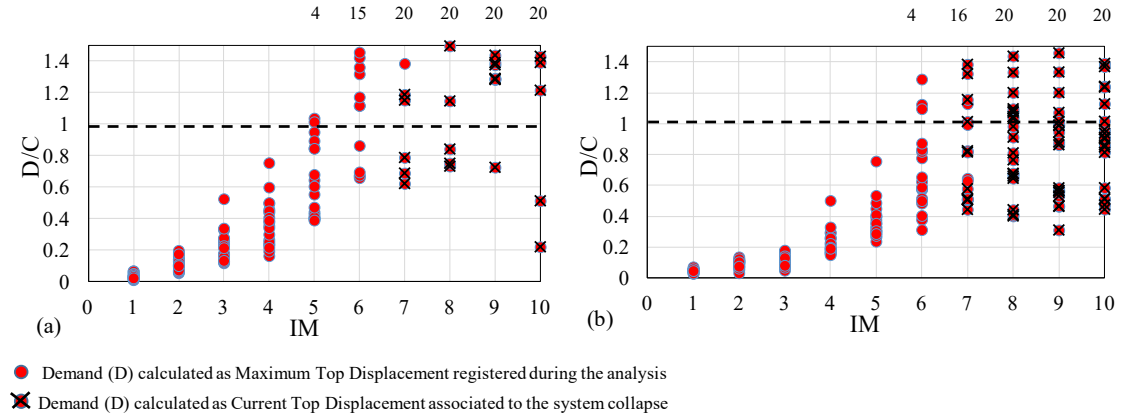 4 15 20 20 20 20
1.4
1.2
1
0.8
0.6
0.4
0.2
0
D/C
0 1 2 3 4 5 6 7 8 9 10
(a)
IM
4 16 20 20 20
1.4
1.2
1
0.8
0.6
0.4
0.2
0
D/C
0 1 2 3 4 5 6 7 8 9 10
(b)
IM
Demand (D) calculated as Maximum Top Displacement registered during the analysis
Demand (D) calculated as Current Top Displacement associated to the system collapse